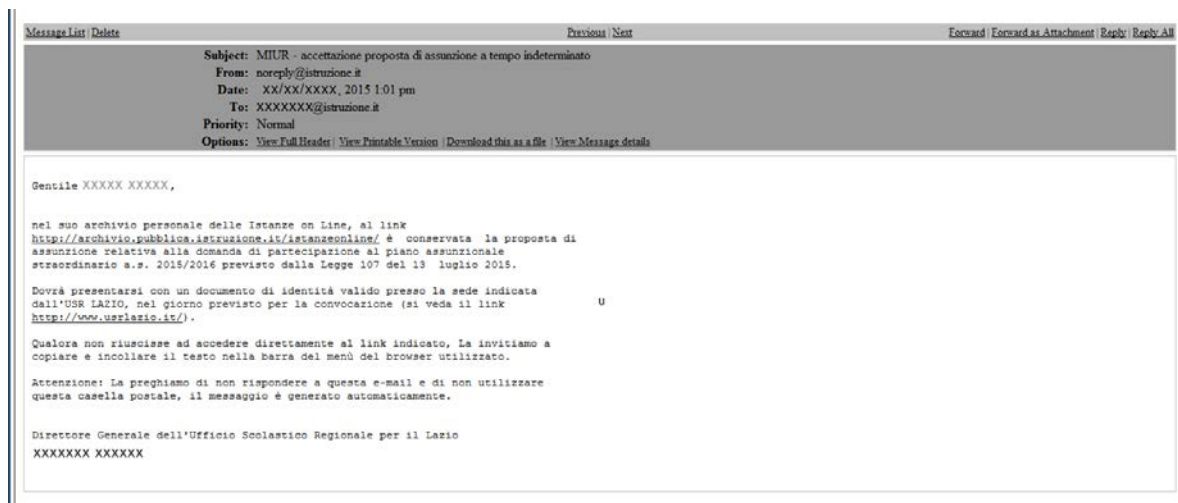 Message List | Delete Previous | Next Forward | Forward as Attachment | Reply | Reply All
Subject: MIUR - accettazione proposta di assunzione a tempo indeterminato
From: noreply@istruzione.it
Date: XX/XX/XXXX, 2015 1:01 pm
To: XXXXXXX@istruzione.it
Priority: Normal
Options: View Full Header | View Printable Version | Download this as a file | View Message details
Gentile XXXXX XXXXX,
nel suo archivio personale delle Istanze on Line, al link
http://archivio.pubblica.istruzione.it/istanzeonline/ è conservata la proposta di
assunzione relativa alla domanda di partecipazione al piano assunzionale
straordinario a.s. 2015/2016 previsto dalla Legge 107 del 13 luglio 2015.
Dovrà presentarsi con un documento di identità valido presso la sede indicata
dall'USR LAZIO, nel giorno previsto per la convocazione (si veda il link
U
http://www.usrlazio.it/).
Qualora non riuscisse ad accedere direttamente al link indicato, La invitiamo a
copiare e incollare il testo nella barra del menù del browser utilizzato.
Attenzione: La preghiamo di non rispondere a questa e-mail e di non utilizzare
questa casella postale, il messaggio è generato automaticamente.
Direttore Generale dell'Ufficio Scolastico Regionale per il Lazio
XXXXXXX XXXXXX